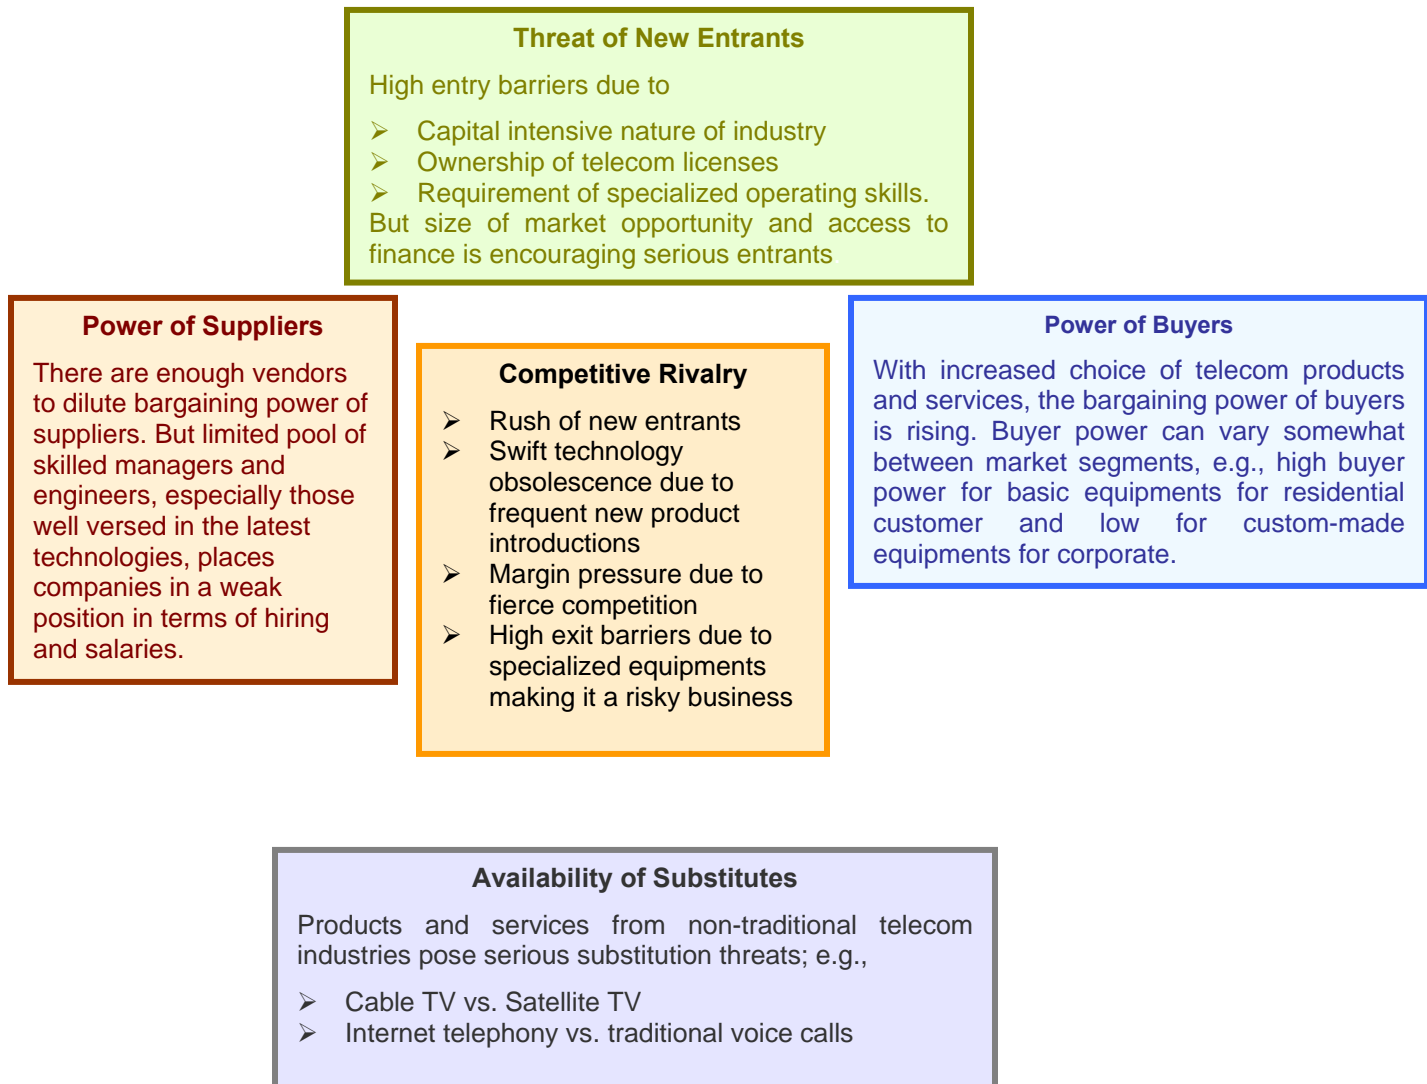 Threat of New Entrants
High entry barriers due to
➢ Capital intensive nature of industry
➢ Ownership of telecom licenses
➢ Requirement of specialized operating skills.
But size of market opportunity and access to
finance is encouraging serious entrants
Power of Suppliers
There are enough vendors
to dilute bargaining power of
suppliers. But limited pool of
skilled managers and
engineers, especially those
well versed in the latest
technologies, places
companies in a weak
position in terms of hiring
and salaries.
Competitive Rivalry
➢ Rush of new entrants
➢ Swift technology
obsolescence due to
frequent new product
introductions
➢ Margin pressure due to
fierce competition
➢ High exit barriers due to
specialized equipments
making it a risky business
Power of Buyers
With increased choice of telecom products
and services, the bargaining power of buyers
is rising. Buyer power can vary somewhat
between market segments, e.g., high buyer
power for basic equipments for residential
customer and low for custom-made
equipments for corporate.
Availability of Substitutes
Products and services from non-traditional telecom
industries pose serious substitution threats; e.g.,
➢ Cable TV vs. Satellite TV
➢ Internet telephony vs. traditional voice calls